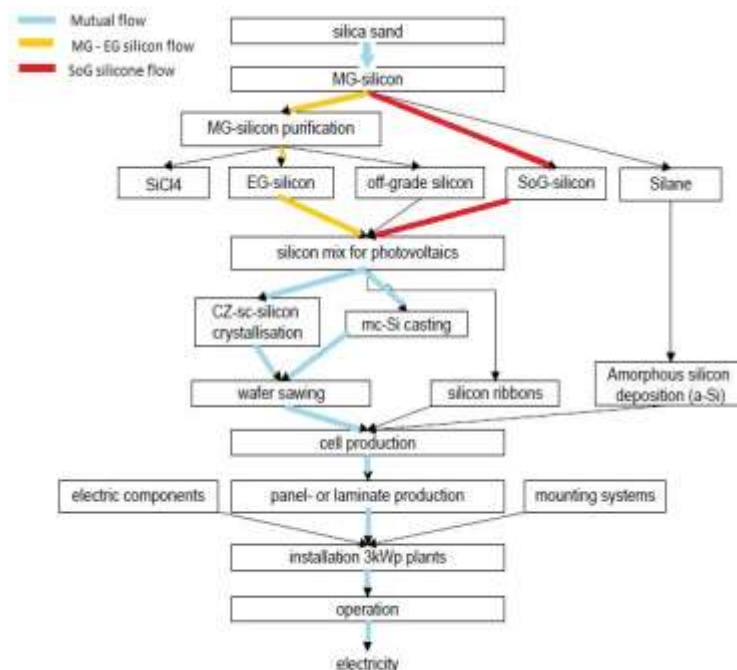 Mutual flow
MG - EG silicon flow
SoG silicone flow
silica sand
MG-silicon
MG-silicon purification
SiCl4
EG-silicon
off-grade silicon
SoG-silicon
Silane
silicon mix for photovoltaics
CZ-sc-silicon
crystallisation
mc-Si casting
wafer sawing
silicon ribbons
Amorphous silicon
deposition (a-Si)
cell production
electric components
panel- or laminate production
mounting systems
installation 3kWp plants
operation
electricity